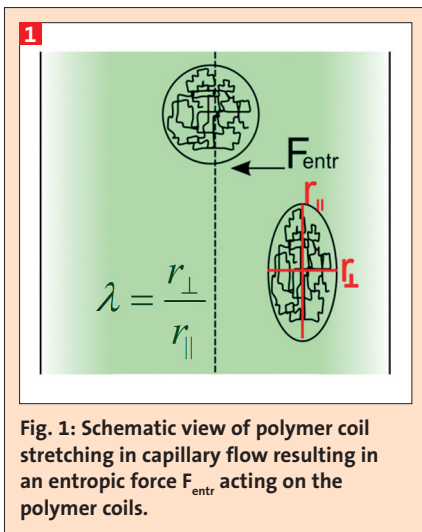 1
F_entr
r_||
r_⊥
λ = r_⊥ / r_||
Fig. 1: Schematic view of polymer coil
stretching in capillary flow resulting in
an entropic force F_entr acting on the
polymer coils.